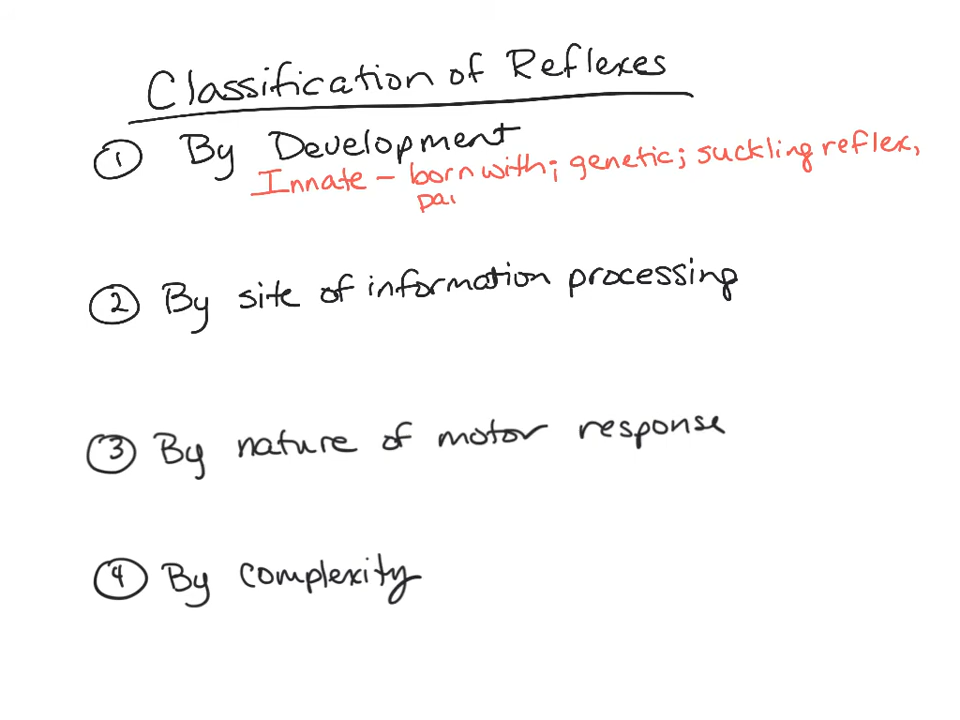 Classification of Reflexes
① By Development
Innate – born with; genetic; suckling reflex,
pai
② By site of information processing
③ By nature of motor response
④ By complexity